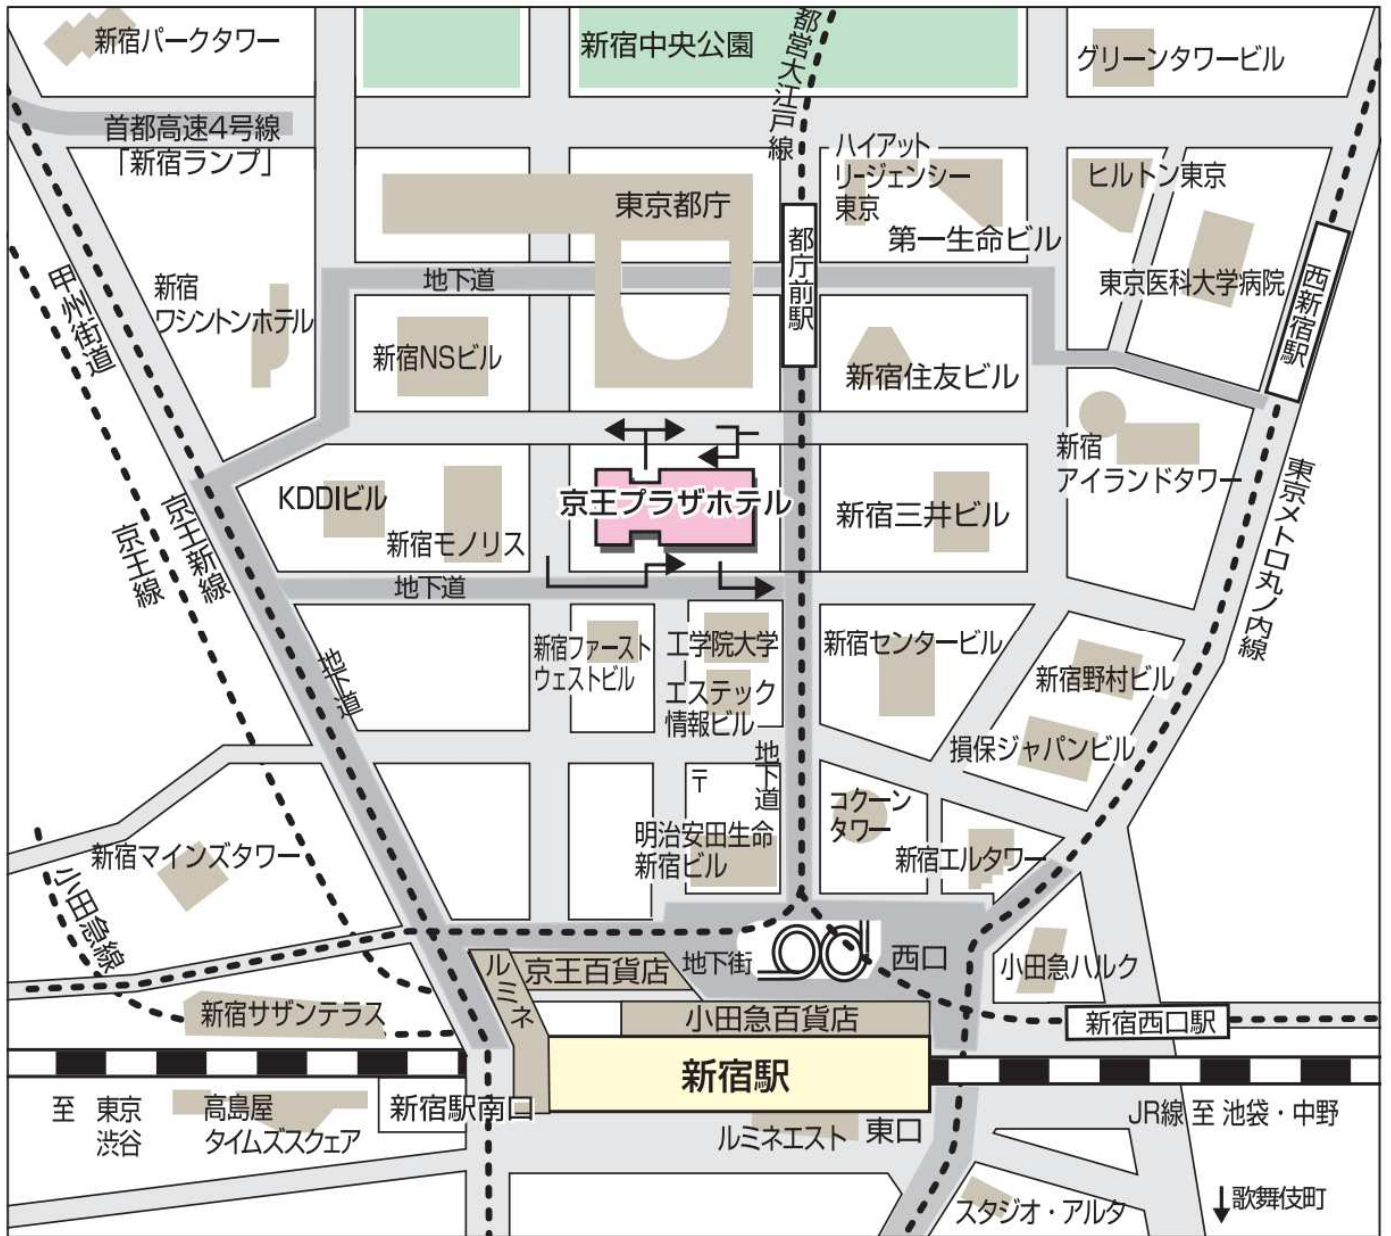 新宿パークタワー
新宿中央公園
都営大江戸線
グリーンタワービル
首都高速4号線
「新宿ランプ」
ハイアット
リージェンシー
東京
ヒルトン東京
東京都庁
都庁前駅
第一生命ビル
東京医科大学病院
西新宿駅
甲州街道
新宿
ワシントンホテル
地下道
新宿NSビル
新宿住友ビル
新宿
アイランドタワー
KDDIビル
新宿モノリス
京王プラザホテル
新宿三井ビル
東京メトロ丸ノ内線
京王新線
京王線
地下道
地下道
新宿ファースト
ウェストビル
工学院大学
エステック
情報ビル
新宿センタービル
新宿野村ビル
損保ジャパンビル
地下道
〒
コクーン
タワー
明治安田生命
新宿ビル
新宿エルタワー
新宿マインズタワー
小田急線
ルミネ
京王百貨店
地下街
西口
小田急ハルク
新宿サザンテラス
小田急百貨店
新宿西口駅
新宿駅
至 東京
渋谷
高島屋
タイムズスクェア
新宿駅南口
ルミネエスト
東口
JR線 至 池袋・中野
スタジオ・アルタ
↓歌舞伎町